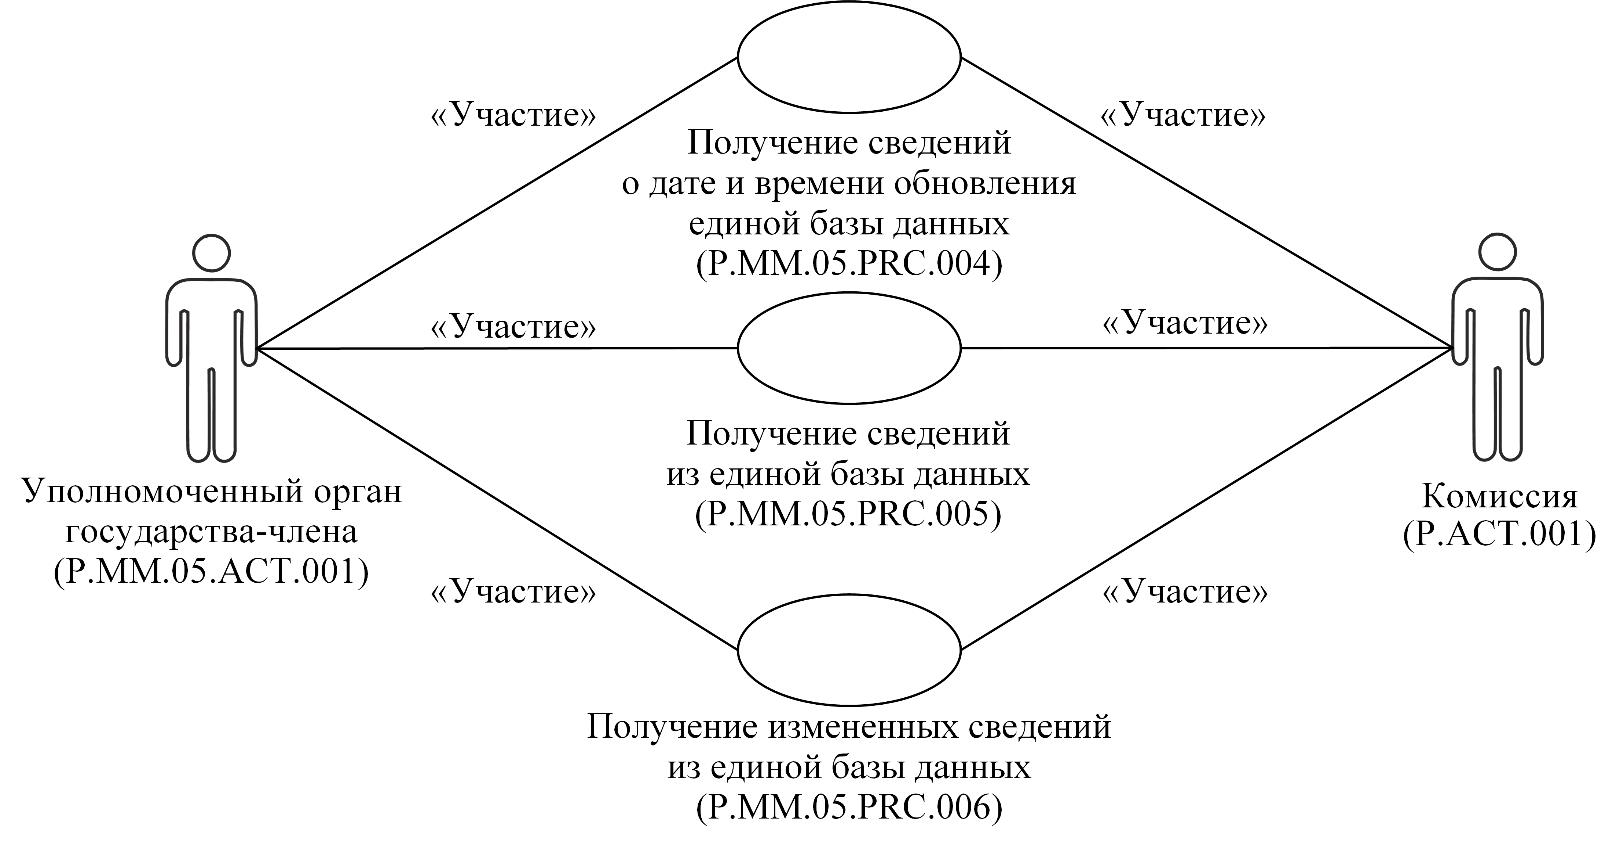 «Участие»
«Участие»
Получение сведений
о дате и времени обновления
единой базы данных
(P.MM.05.PRC.004)
«Участие»
«Участие»
Получение сведений
из единой базы данных
(P.MM.05.PRC.005)
Уполномоченный орган
государства-члена
(P.MM.05.ACT.001)
Комиссия
(P.ACT.001)
«Участие»
«Участие»
Получение измененных сведений
из единой базы данных
(P.MM.05.PRC.006)